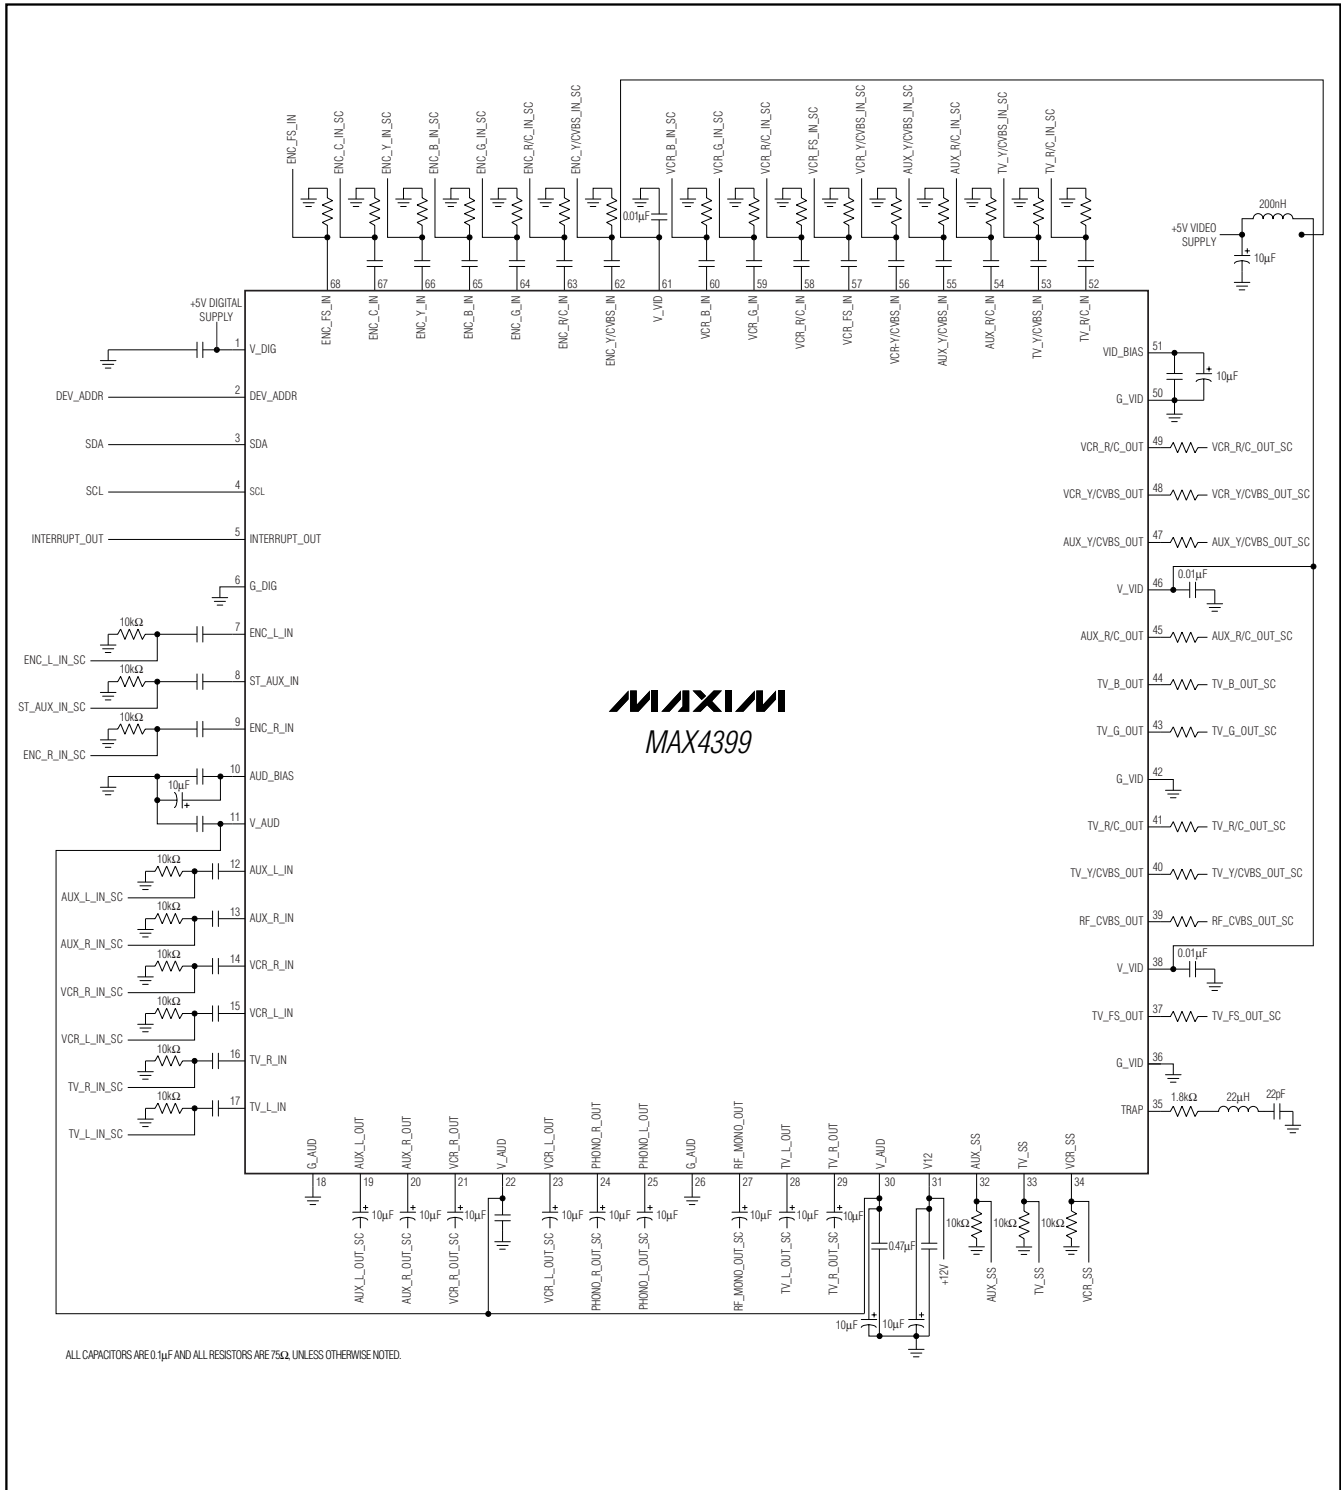 ENC_FS_IN
ENC_C_IN_SC
ENC_Y_IN_SC
ENC_B_IN_SC
ENC_G_IN_SC
ENC_R/C_IN_SC
ENC_Y/CVBS_IN_SC
VCR_B_IN_SC
VCR_G_IN_SC
VCR_R/C_IN_SC
VCR_FS_IN_SC
VCR_Y/CVBS_IN_SC
AUX_Y/CVBS_IN_SC
AUX_R/C_IN_SC
TV_Y/CVBS_IN_SC
TV_R/C_IN_SC
0.01µF
200nH
+5V VIDEO
SUPPLY
10µF
+
68
67
66
65
64
63
62
61
60
59
58
57
56
55
54
53
52
ENC_FS_IN
ENC_C_IN
ENC_Y_IN
ENC_B_IN
ENC_G_IN
ENC_R/C_IN
ENC_Y/CVBS_IN
V_VID
VCR_B_IN
VCR_G_IN
VCR_R/C_IN
VCR_FS_IN
VCR-Y/CVBS_IN
AUX_Y/CVBS_IN
AUX_R/C_IN
TV_Y/CVBS_IN
TV_R/C_IN
+5V DIGITAL
SUPPLY
1 V_DIG
DEV_ADDR 2 DEV_ADDR
SDA 3 SDA
SCL 4 SCL
INTERRUPT_OUT 5 INTERRUPT_OUT
6 G_DIG
10kΩ 7 ENC_L_IN
ENC_L_IN_SC
10kΩ 8 ST_AUX_IN
ST_AUX_IN_SC
10kΩ 9 ENC_R_IN
ENC_R_IN_SC
10 AUD_BIAS
10µF +
11 V_AUD
10kΩ 12 AUX_L_IN
AUX_L_IN_SC
10kΩ 13 AUX_R_IN
AUX_R_IN_SC
10kΩ 14 VCR_R_IN
VCR_R_IN_SC
10kΩ 15 VCR_L_IN
VCR_L_IN_SC
10kΩ 16 TV_R_IN
TV_R_IN_SC
10kΩ 17 TV_L_IN
TV_L_IN_SC
MAXIM
MAX4399
VID_BIAS 51
+ 10µF
G_VID 50
VCR_R/C_OUT 49 VCR_R/C_OUT_SC
VCR_Y/CVBS_OUT 48 VCR_Y/CVBS_OUT_SC
AUX_Y/CVBS_OUT 47 AUX_Y/CVBS_OUT_SC
V_VID 46 0.01µF
AUX_R/C_OUT 45 AUX_R/C_OUT_SC
TV_B_OUT 44 TV_B_OUT_SC
TV_G_OUT 43 TV_G_OUT_SC
G_VID 42
TV_R/C_OUT 41 TV_R/C_OUT_SC
TV_Y/CVBS_OUT 40 TV_Y/CVBS_OUT_SC
RF_CVBS_OUT 39 RF_CVBS_OUT_SC
V_VID 38 0.01µF
TV_FS_OUT 37 TV_FS_OUT_SC
G_VID 36
TRAP 35 1.8kΩ 22µH 22pF
G_AUD
AUX_L_OUT
AUX_R_OUT
VCR_R_OUT
V_AUD
VCR_L_OUT
PHONO_R_OUT
PHONO_L_OUT
G_AUD
RF_MONO_OUT
TV_L_OUT
TV_R_OUT
V_AUD
V12
AUX_SS
TV_SS
VCR_SS
18
19
20
21
22
23
24
25
26
27
28
29
30
31
32
33
34
+ 10µF
+ 10µF
+ 10µF
+ 10µF
+ 10µF
+ 10µF
+ 10µF
+ 10µF
+ 10µF
0.47µF
10kΩ
10kΩ
10kΩ
AUX_L_OUT_SC
AUX_R_OUT_SC
VCR_R_OUT_SC
VCR_L_OUT_SC
PHONO_R_OUT_SC
PHONO_L_OUT_SC
RF_MONO_OUT_SC
TV_L_OUT_SC
TV_R_OUT_SC
+12V
AUX_SS
TV_SS
VCR_SS
10µF +
10µF +
ALL CAPACITORS ARE 0.1µF AND ALL RESISTORS ARE 75Ω, UNLESS OTHERWISE NOTED.